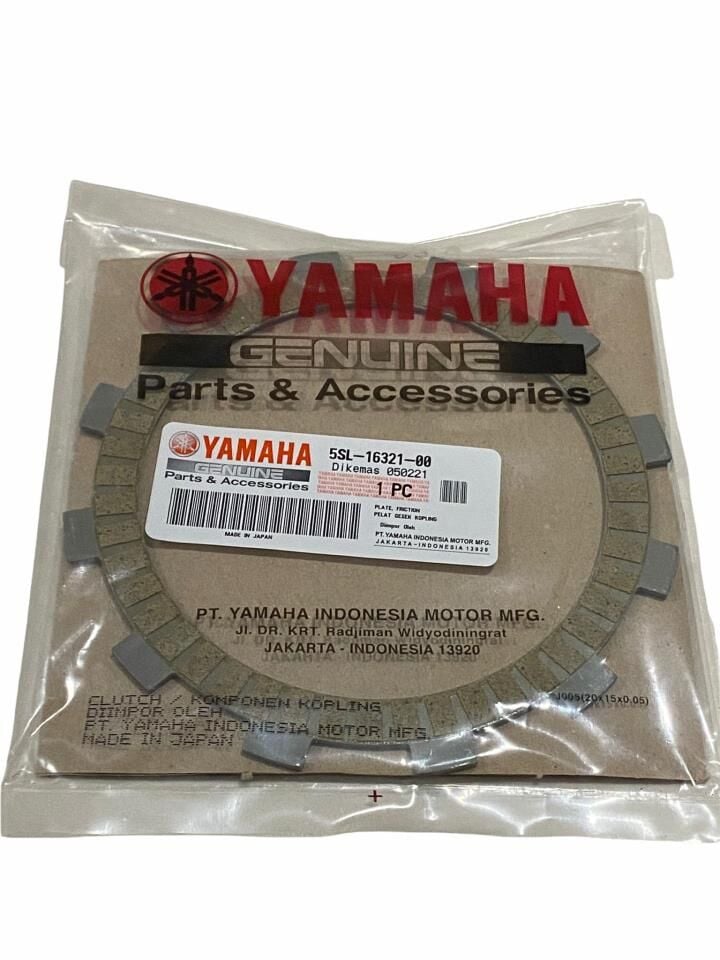 YAMAHA
GENUINE
Parts & Accessories
YAMAHA
GENUINE
Parts & Accessories
MADE IN JAPAN
5SL-16321-00
Dikemas 050221
1 PC
PLATE, FRICTION
PELAT GESEK KOPLING
Diimpor Oleh
PT. YAMAHA INDONESIA MOTOR MFG.
JAKARTA-INDONESIA 13920
PT. YAMAHA INDONESIA MOTOR MFG.
Jl. DR. KRT. Radjiman Widyodiningrat
JAKARTA - INDONESIA 13920
J005(20x15x0.05)
CLUTCH / KOMPONEN KOPLING
DIIMPOR OLEH
PT. YAMAHA INDONESIA MOTOR MFG.
MADE IN JAPAN